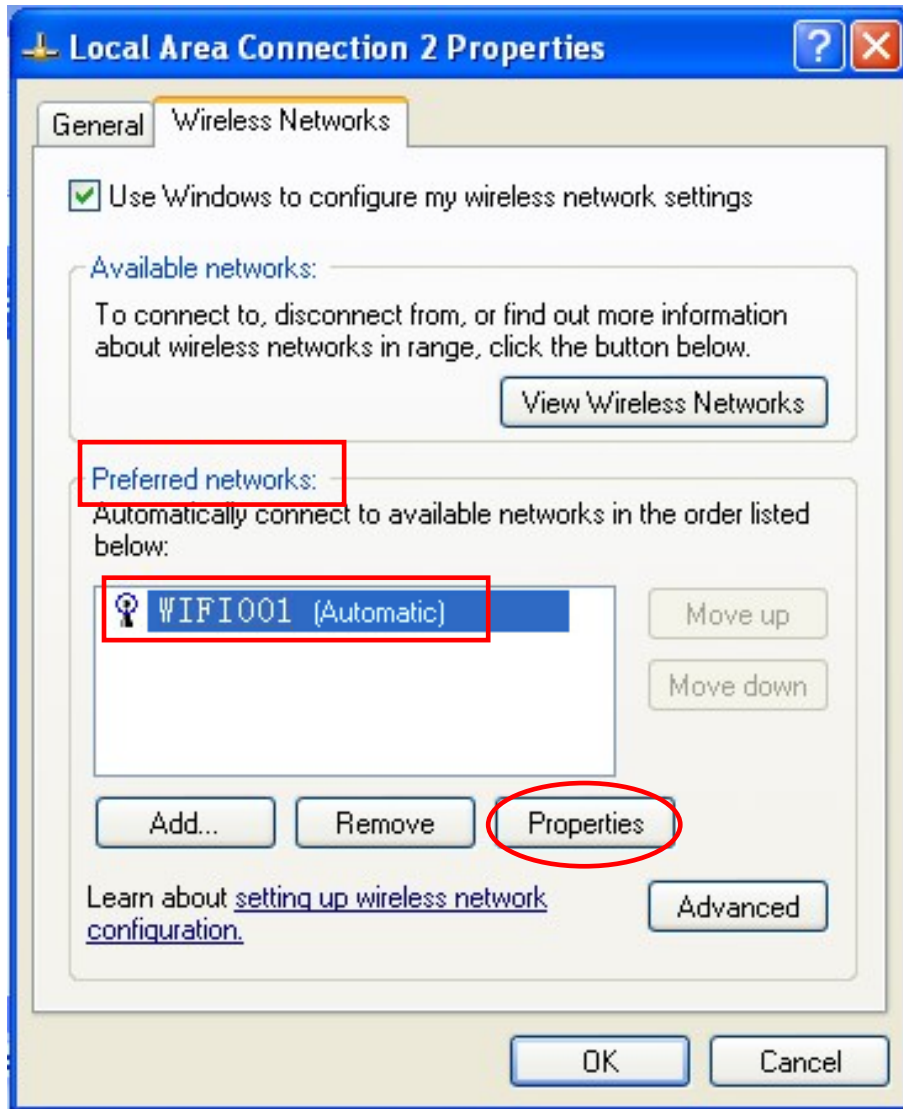 Local Area Connection 2 Properties
General
Wireless Networks
Use Windows to configure my wireless network settings
Available networks:
To connect to, disconnect from, or find out more information
about wireless networks in range, click the button below.
View Wireless Networks
Preferred networks:
Automatically connect to available networks in the order listed
below:
WIFI001 (Automatic)
Move up
Move down
Add...
Remove
Properties
Learn about setting up wireless network
configuration.
Advanced
OK
Cancel